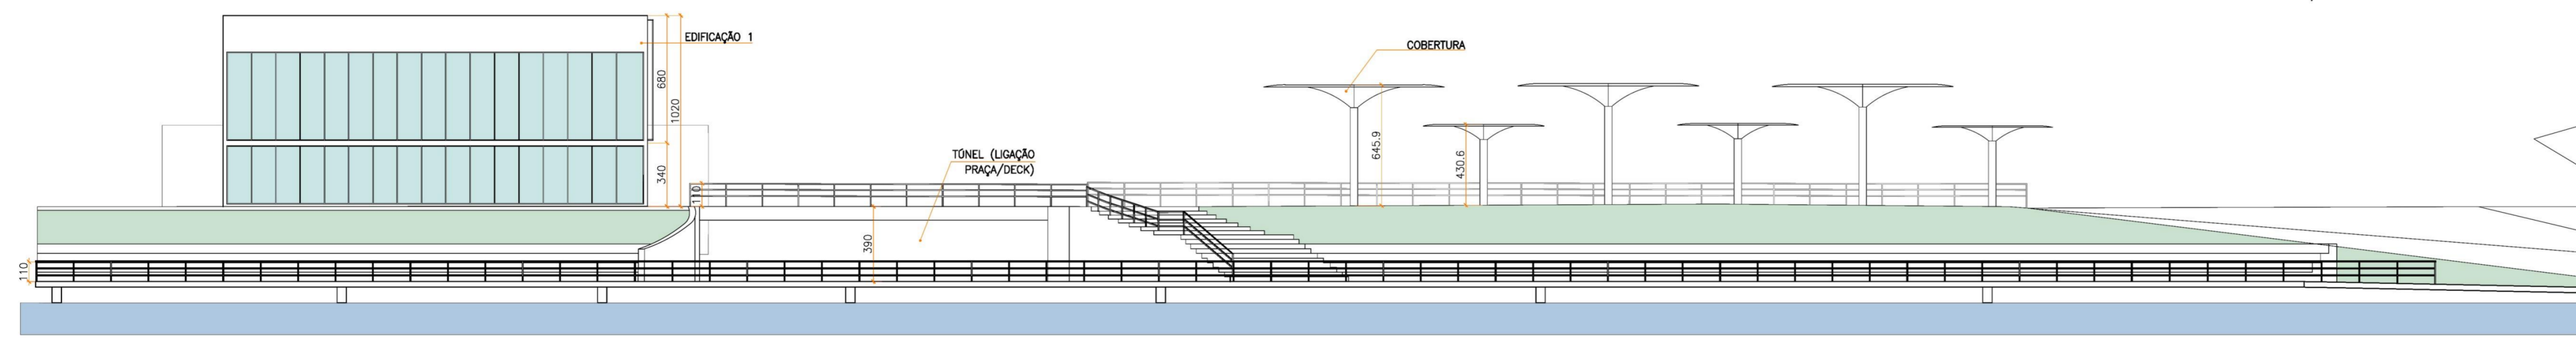 EDIFICAÇÃO 1
COBERTURA
680
1020
645.9
430.6
TÚNEL (LIGAÇÃO
PRAÇA/DECK)
340
110
390
110